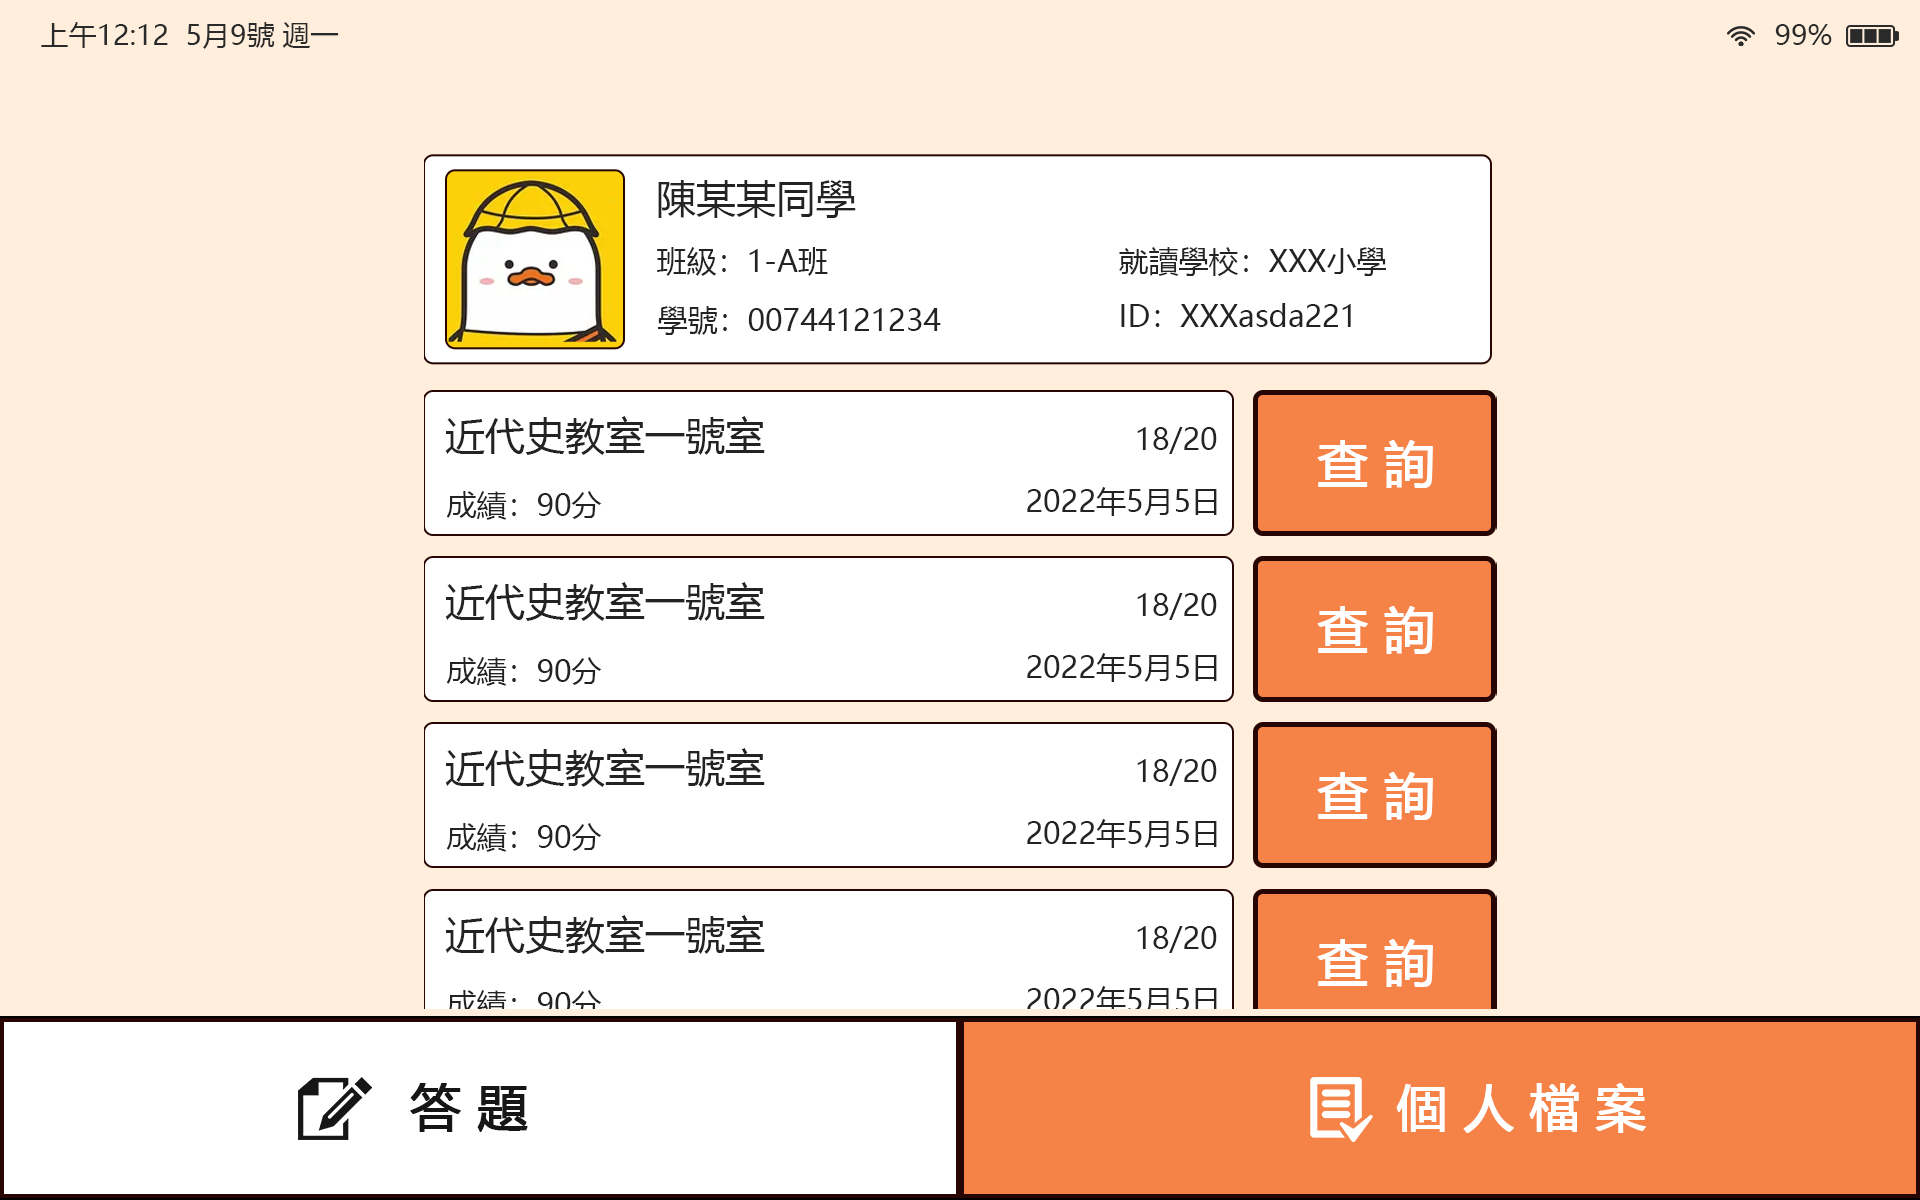 上午12:12 5月9號 週一
99%
陳某某同學
班級：1-A班
就讀學校：XXX小學
學號：00744121234
ID：XXXasda221
近代史教室一號室
18/20
查詢
成績：90分
2022年5月5日
近代史教室一號室
18/20
查詢
成績：90分
2022年5月5日
近代史教室一號室
18/20
查詢
成績：90分
2022年5月5日
近代史教室一號室
18/20
查詢
成績：90分
2022年5月5日
答題
個人檔案